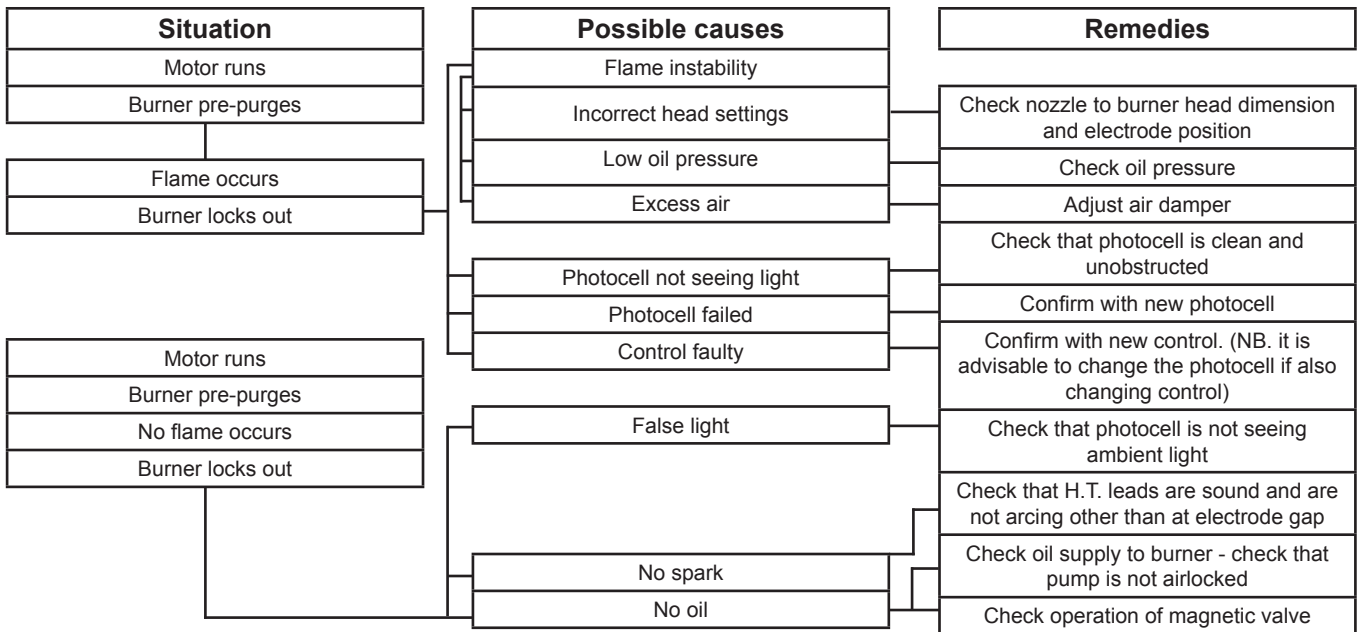 Situation
Motor runs
Burner pre-purges
Flame occurs
Burner locks out
Motor runs
Burner pre-purges
No flame occurs
Burner locks out
Possible causes
Flame instability
Incorrect head settings
Low oil pressure
Excess air
Photocell not seeing light
Photocell failed
Control faulty
False light
No spark
No oil
Remedies
Check nozzle to burner head dimension
and electrode position
Check oil pressure
Adjust air damper
Check that photocell is clean and
unobstructed
Confirm with new photocell
Confirm with new control. (NB. it is
advisable to change the photocell if also
changing control)
Check that photocell is not seeing
ambient light
Check that H.T. leads are sound and are
not arcing other than at electrode gap
Check oil supply to burner - check that
pump is not airlocked
Check operation of magnetic valve